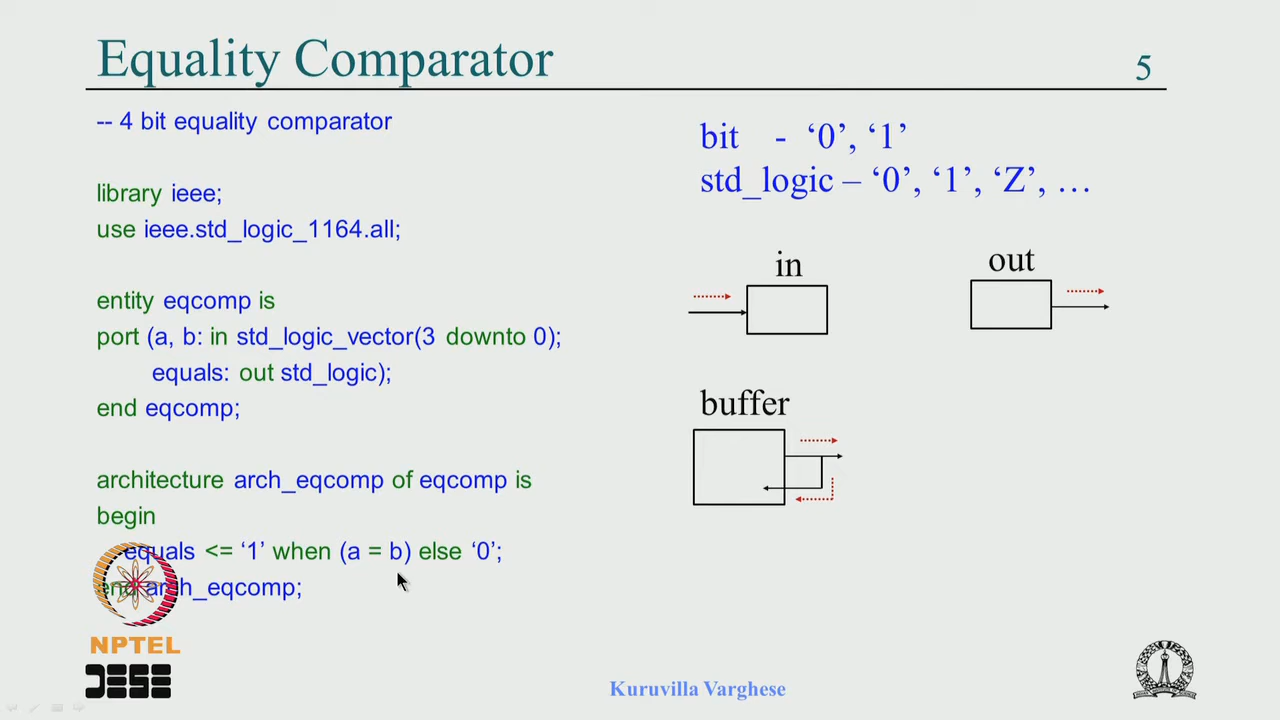 Equality Comparator
5
-- 4 bit equality comparator
library ieee;
use ieee.std_logic_1164.all;
entity eqcomp is
port (a, b: in std_logic_vector(3 downto 0);
equals: out std_logic);
end eqcomp;
architecture arch_eqcomp of eqcomp is
begin
equals <= ‘1’ when (a = b) else ‘0’;
end arch_eqcomp;
bit - ‘0’, ‘1’
std_logic – ‘0’, ‘1’, ‘Z’, …
in
out
buffer
NPTEL
DESE
Kuruvilla Varghese